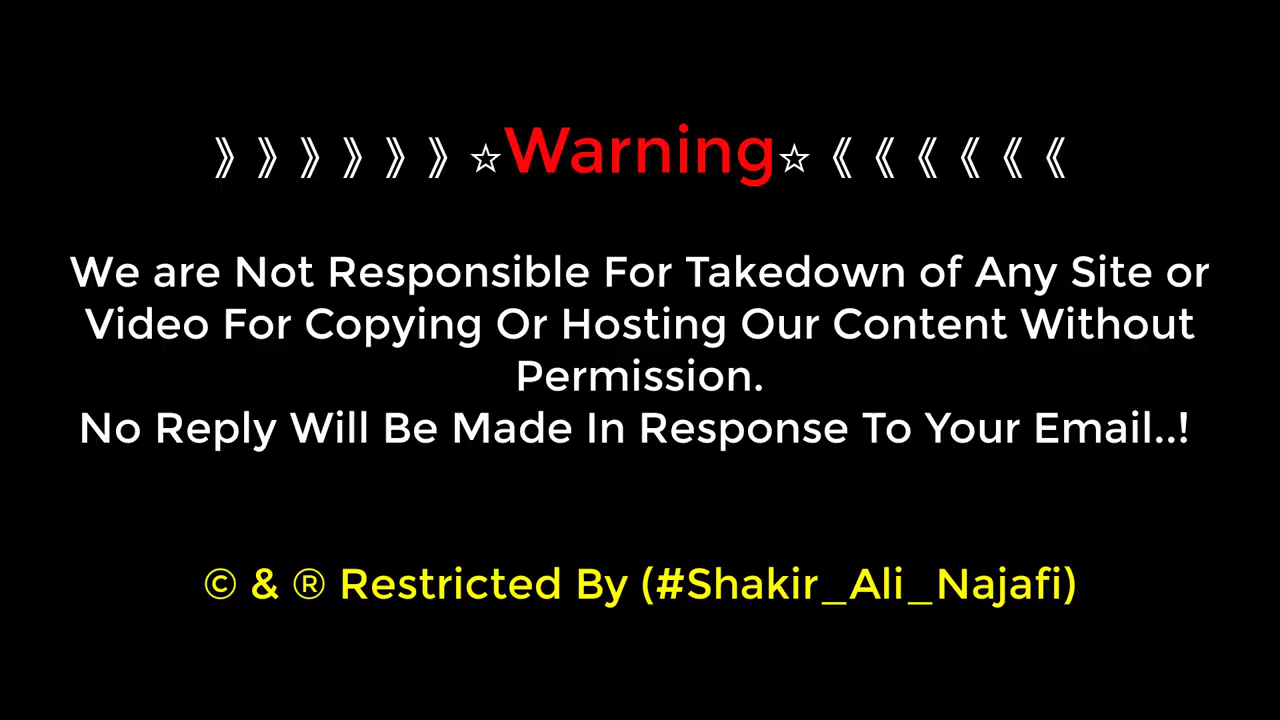 》》》》》》☆Warning☆《《《《《《
We are Not Responsible For Takedown of Any Site or
Video For Copying Or Hosting Our Content Without
Permission.
No Reply Will Be Made In Response To Your Email..!
© & ® Restricted By (#Shakir_Ali_Najafi)